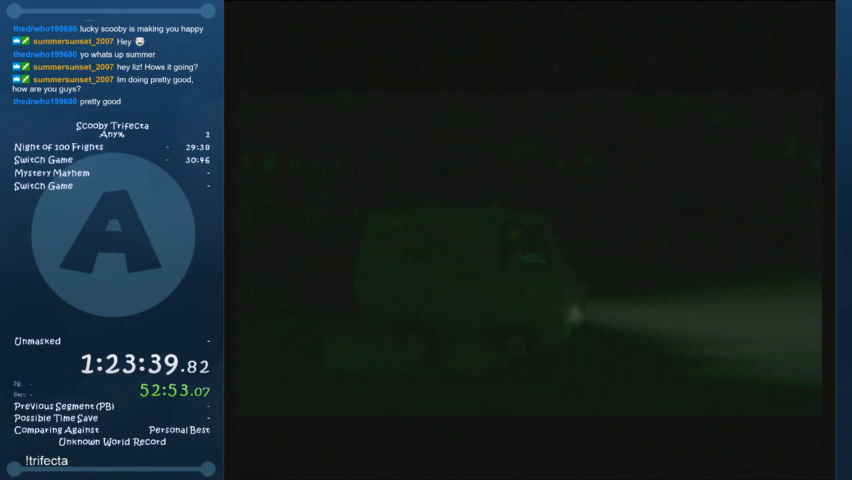 thedrwho199680 lucky scooby is making you happy
summersunset_2007 Hey
thedrwho199680 yo whats up summer
summersunset_2007 hey liz! Hows it going?
summersunset_2007 Im doing pretty good,
how are you guys?
thedrwho199680 pretty good
Scooby Trifecta
Any% 1
Night of 100 Frights - 29:38
Switch Game - 30:46
Mystery Mayhem -
Switch Game -
A
Unmasked -
1:23:39.82
PB: -
Best: -
52:53.07
Previous Segment (PB) -
Possible Time Save -
Comparing Against Personal Best
Unknown World Record
!trifecta